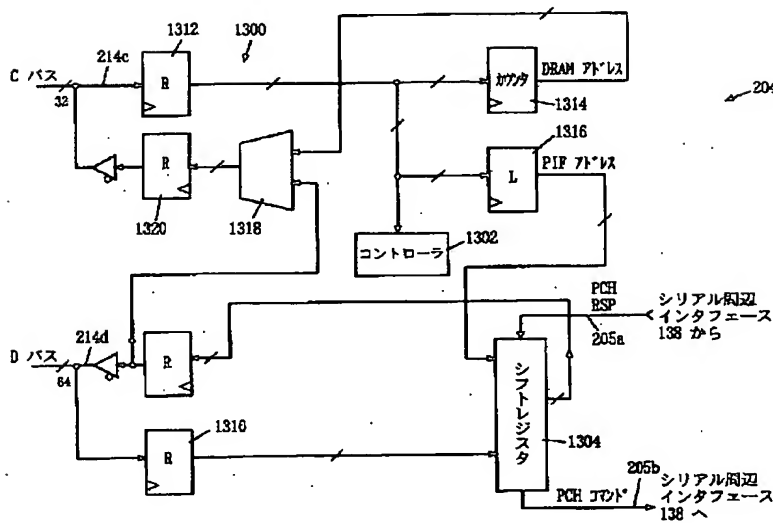 1312
1300
214c
C バス
32
R
カウンタ
DRAM アドレス
204
1314
1316
R
L
PIF アドレス
1320
1318
コントローラ
1302
PCH
RSP
シリアル周辺
インタフェース
138 から
205a
D バス
214d
64
R
シフトレジスタ
1310
R
1304
205b
PCH コマンド
シリアル周辺
インタフェース
138 へ